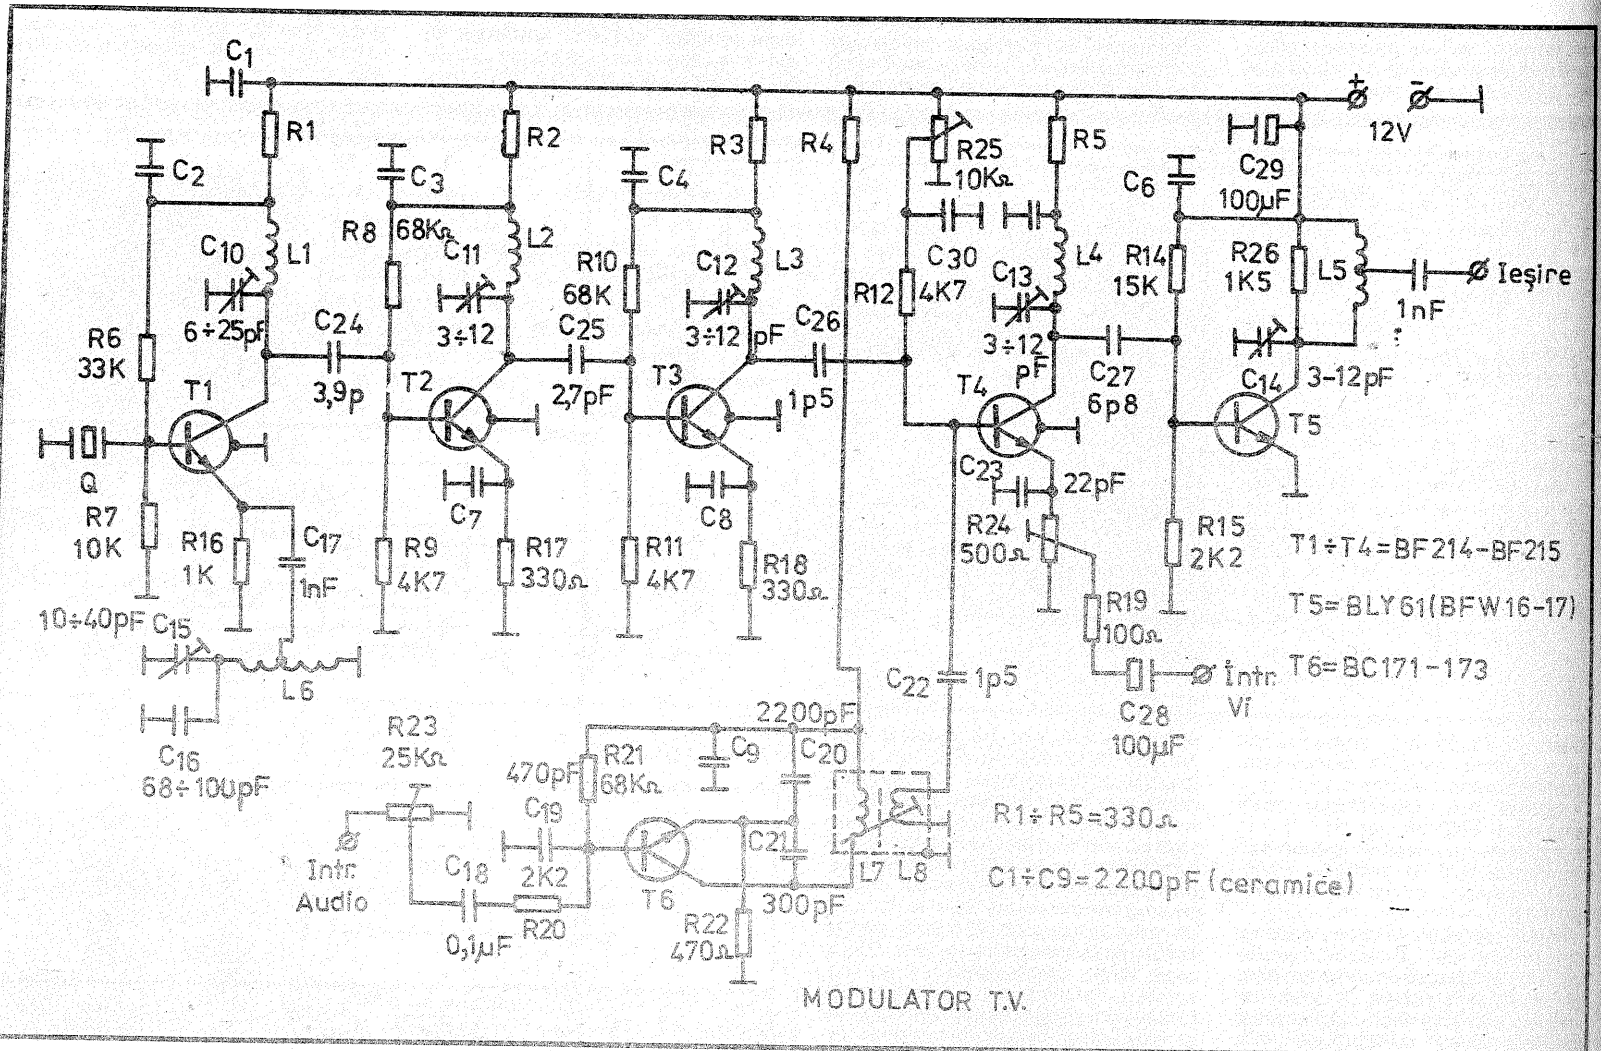 C1
R1
R2
R3
R4
R25
10KΩ
R5
+
-
12V
C2
C3
C4
C6
C29
100µF
R8
68KΩ
C10
L1
C11
L2
R10
68K
C12
L3
R12
C30
4K7
C13
L4
R14
15K
R26
1K5
L5
1nF
Ieşire
R6
33K
6÷25pF
C24
3,9p
3÷12
C25
2,7pF
3÷12
pF
C26
1p5
3÷12
pF
C27
6p8
C14
3-12pF
T1
T2
T3
T4
T5
Q
R7
10K
R16
1K
C17
1nF
R9
4K7
C7
R17
330Ω
R11
4K7
C8
R18
330Ω
C23
22pF
R24
500Ω
R15
2K2
T1÷T4=BF214-BF215
T5=BLY61(BFW16-17)
T6=BC171-173
R19
100Ω
Intr.
Vi
C28
100µF
10÷40pF
C15
L6
C16
68÷100pF
R23
25KΩ
Intr.
Audio
C18
0,1µF
R20
470pF
C19
2K2
R21
68KΩ
C9
2200pF
C20
C21
300pF
T6
R22
470Ω
C22
1p5
L7
L8
R1÷R5=330Ω
C1÷C9=2200pF(ceramice)
MODULATOR T.V.